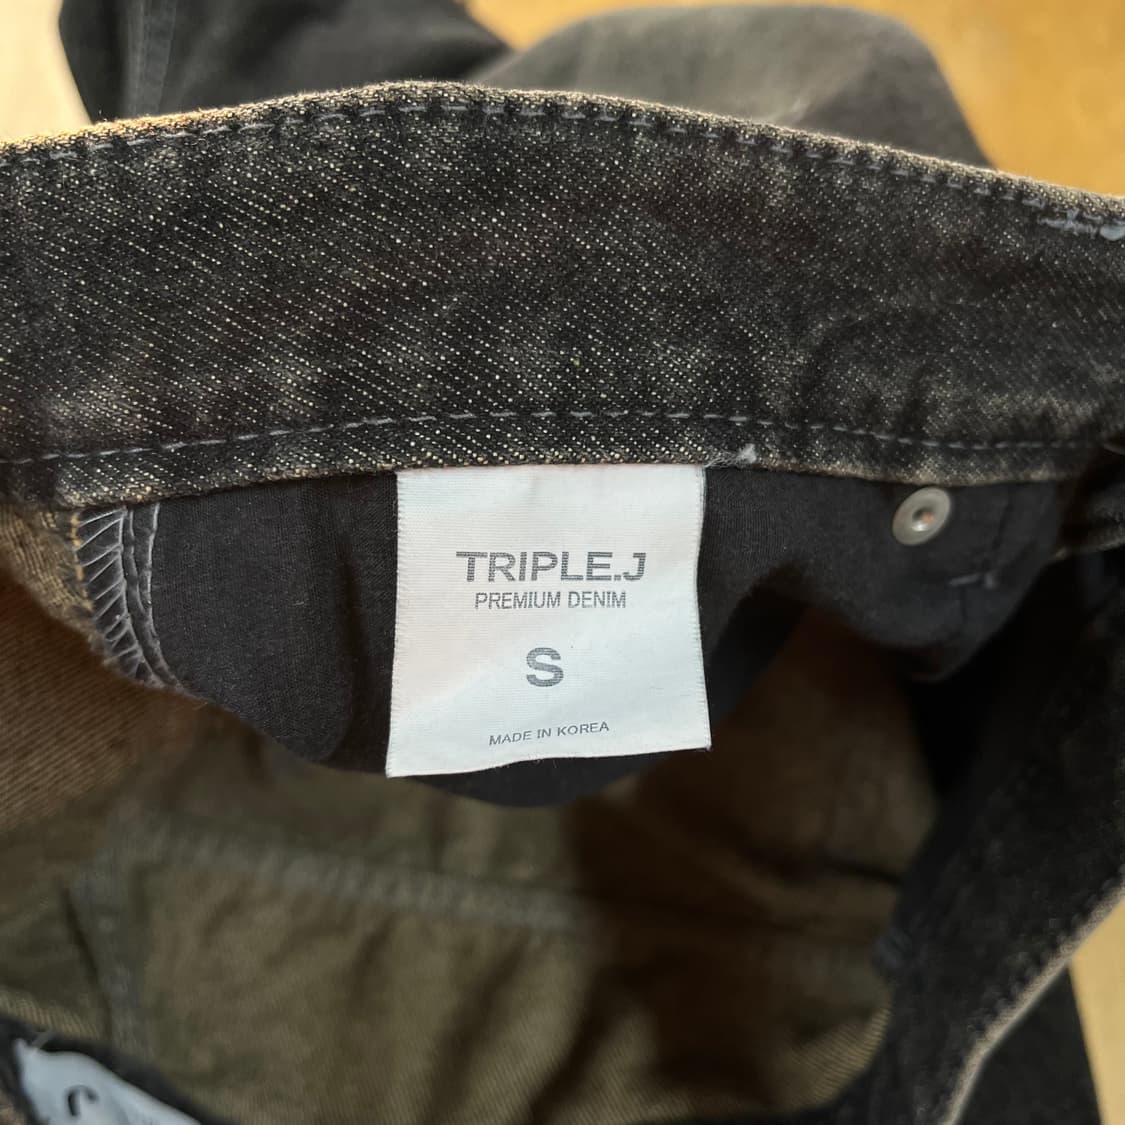 TRIPLE.J
PREMIUM DENIM
S
MADE IN KOREA